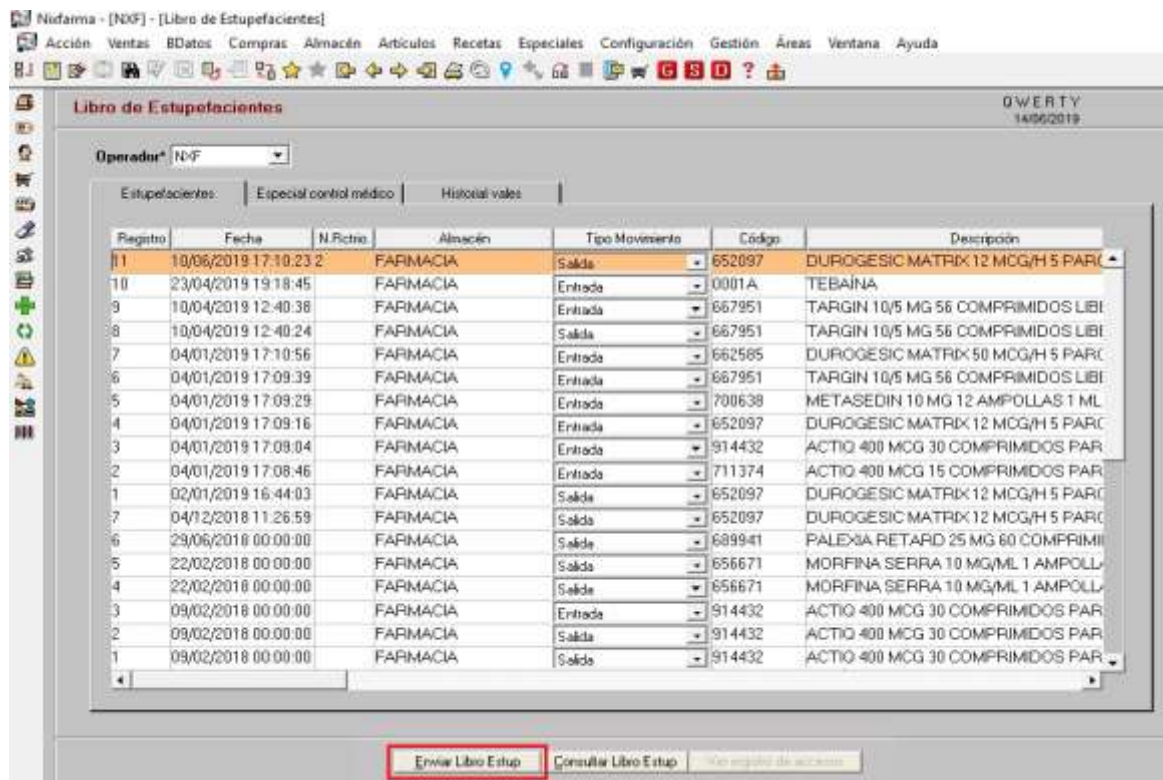 Nixfarma - [NXF] - [Libro de Estupefacientes]
Acción Ventas BDatos Compras Almacén Artículos Recetas Especiales Configuración Gestión Áreas Ventana Ayuda
G S D ?
Libro de Estupefacientes QWERTY
14/06/2019
Operador* NXF
Estupefacientes Especial control médico Historial vales
Registro Fecha N.Rctrio Almacén Tipo Movimiento Código Descripción
11 10/06/2019 17:10:23 2 FARMACIA Salida 652097 DUROGESIC MATRIX 12 MCG/H 5 PARC
10 23/04/2019 19:18:45 FARMACIA Entrada 0001A TEBAÍNA
9 10/04/2019 12:40:38 FARMACIA Entrada 667951 TARGIN 10/5 MG 56 COMPRIMIDOS LIBE
8 10/04/2019 12:40:24 FARMACIA Salida 667951 TARGIN 10/5 MG 56 COMPRIMIDOS LIBE
7 04/01/2019 17:10:56 FARMACIA Entrada 662585 DUROGESIC MATRIX 50 MCG/H 5 PARC
6 04/01/2019 17:09:39 FARMACIA Entrada 667951 TARGIN 10/5 MG 56 COMPRIMIDOS LIBE
5 04/01/2019 17:09:29 FARMACIA Entrada 700638 METASEDIN 10 MG 12 AMPOLLAS 1 ML
4 04/01/2019 17:09:16 FARMACIA Entrada 652097 DUROGESIC MATRIX 12 MCG/H 5 PARC
3 04/01/2019 17:09:04 FARMACIA Entrada 914432 ACTIQ 400 MCG 30 COMPRIMIDOS PAR
2 04/01/2019 17:08:46 FARMACIA Entrada 711374 ACTIQ 400 MCG 15 COMPRIMIDOS PAR
1 02/01/2019 16:44:03 FARMACIA Salida 652097 DUROGESIC MATRIX 12 MCG/H 5 PARC
7 04/12/2018 11:26:59 FARMACIA Salida 652097 DUROGESIC MATRIX 12 MCG/H 5 PARC
6 29/06/2018 00:00:00 FARMACIA Salida 689941 PALEXIA RETARD 25 MG 60 COMPRIMII
5 22/02/2018 00:00:00 FARMACIA Salida 656671 MORFINA SERRA 10 MG/ML 1 AMPOLL
4 22/02/2018 00:00:00 FARMACIA Salida 656671 MORFINA SERRA 10 MG/ML 1 AMPOLL
3 09/02/2018 00:00:00 FARMACIA Entrada 914432 ACTIQ 400 MCG 30 COMPRIMIDOS PAR
2 09/02/2018 00:00:00 FARMACIA Salida 914432 ACTIQ 400 MCG 30 COMPRIMIDOS PAR
1 09/02/2018 00:00:00 FARMACIA Salida 914432 ACTIQ 400 MCG 30 COMPRIMIDOS PAR
Enviar Libro Estup Consultar Libro Estup Ver registro de accesos